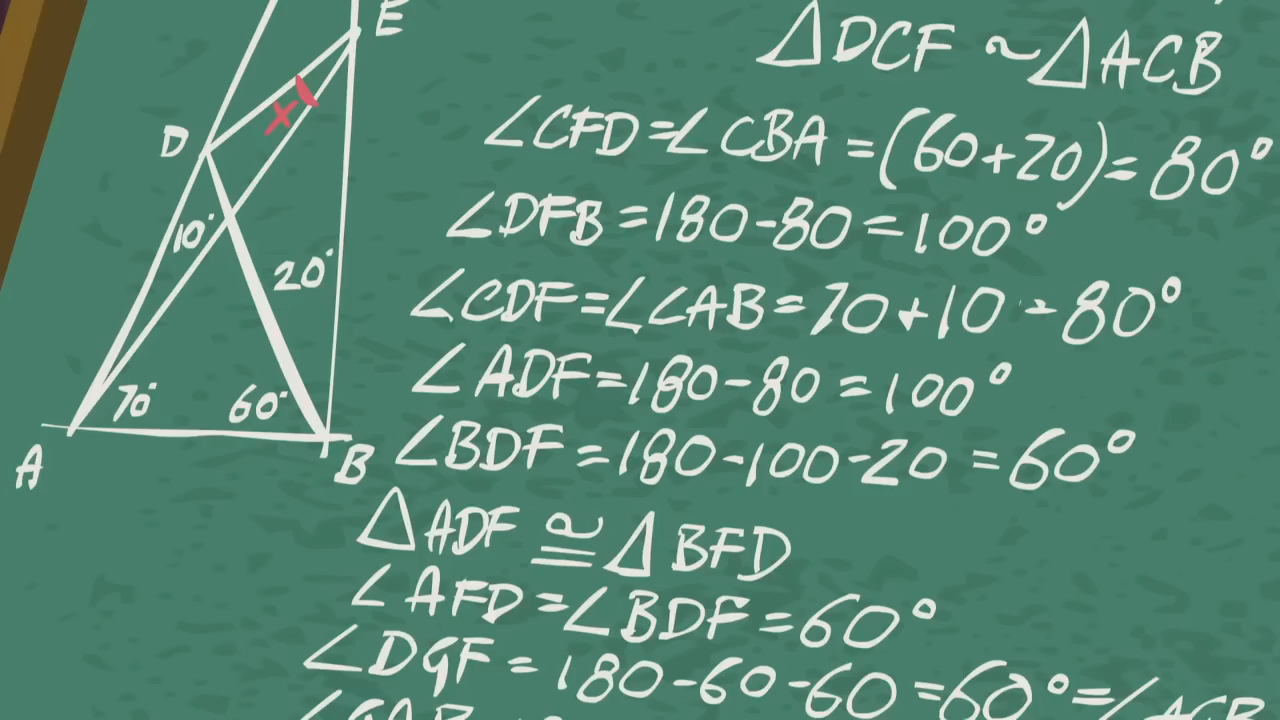 E
△DCF ~△ACB
∠CFD=∠CBA=(60+20)=80°
D
∠DFB=180-80=100°
10°
20°
∠CDF=∠CAB=70+10=80°
∠ADF=180-80=100°
70°
60°
A
B
∠BDF=180-100-20=60°
△ADF≅△BFD
∠AFD=∠BDF=60°
∠DGF=180-60-60=60°=∠ACB
x